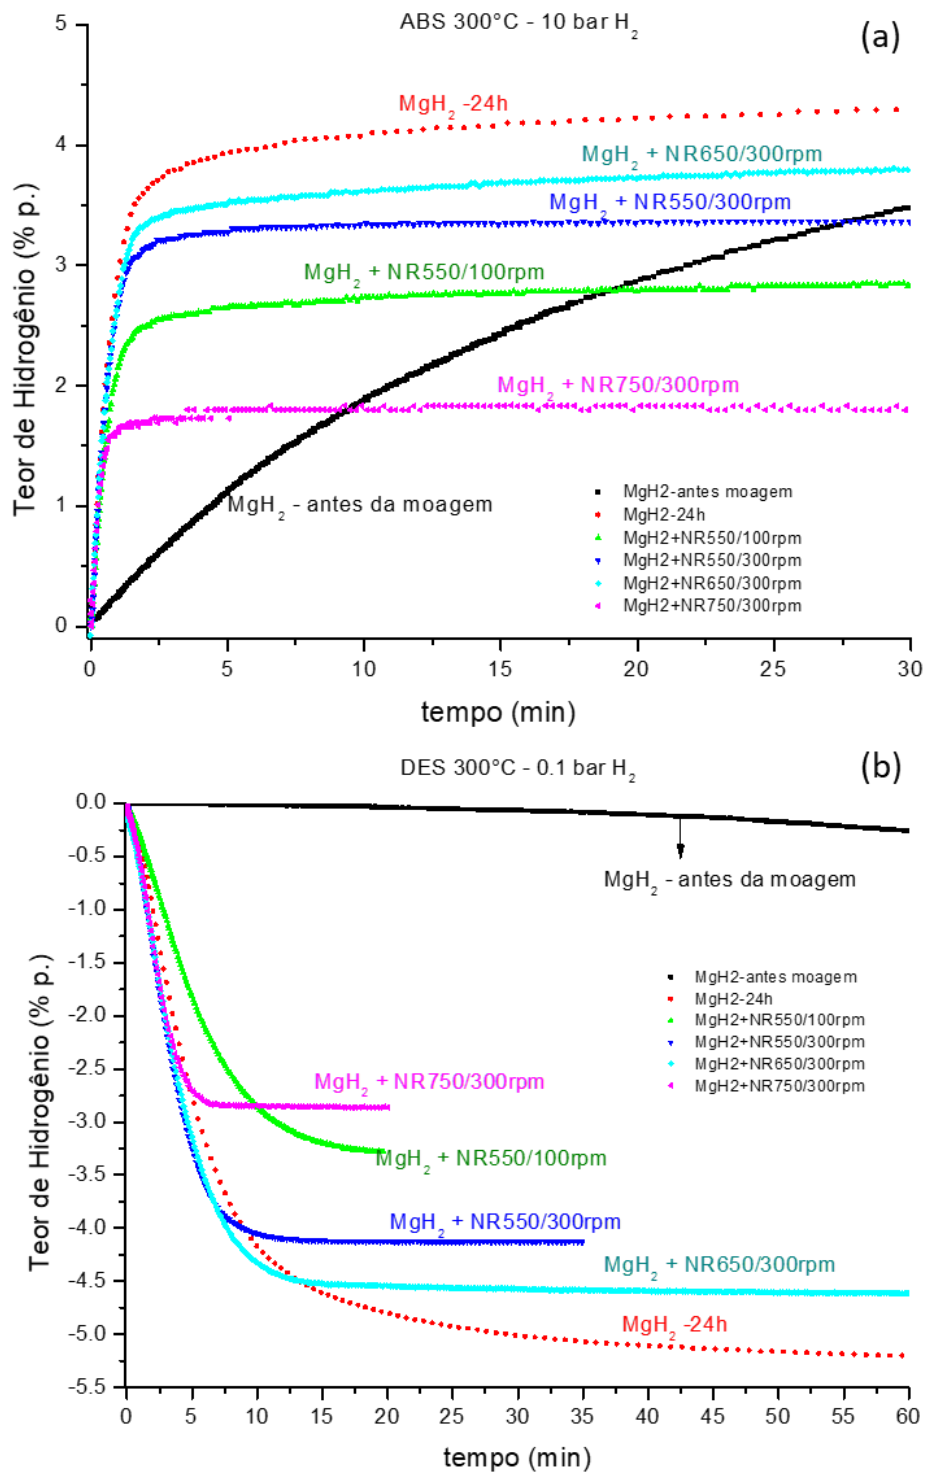 ABS 300°C - 10 bar H2
(a)
5
4
3
2
1
0
Teor de Hidrogênio (% p.)
MgH2 -24h
MgH2 + NR650/300rpm
MgH2 + NR550/300rpm
MgH2 + NR550/100rpm
MgH2 + NR750/300rpm
MgH2 - antes da moagem
MgH2-antes moagem
MgH2-24h
MgH2+NR550/100rpm
MgH2+NR550/300rpm
MgH2+NR650/300rpm
MgH2+NR750/300rpm
0 5 10 15 20 25 30
tempo (min)
DES 300°C - 0.1 bar H2
(b)
0.0
-0.5
-1.0
-1.5
-2.0
-2.5
-3.0
-3.5
-4.0
-4.5
-5.0
-5.5
Teor de Hidrogênio (% p.)
MgH2 - antes da moagem
MgH2-antes moagem
MgH2-24h
MgH2+NR550/100rpm
MgH2+NR550/300rpm
MgH2+NR650/300rpm
MgH2+NR750/300rpm
MgH2 + NR750/300rpm
MgH2 + NR550/100rpm
MgH2 + NR550/300rpm
MgH2 + NR650/300rpm
MgH2 -24h
0 5 10 15 20 25 30 35 40 45 50 55 60
tempo (min)